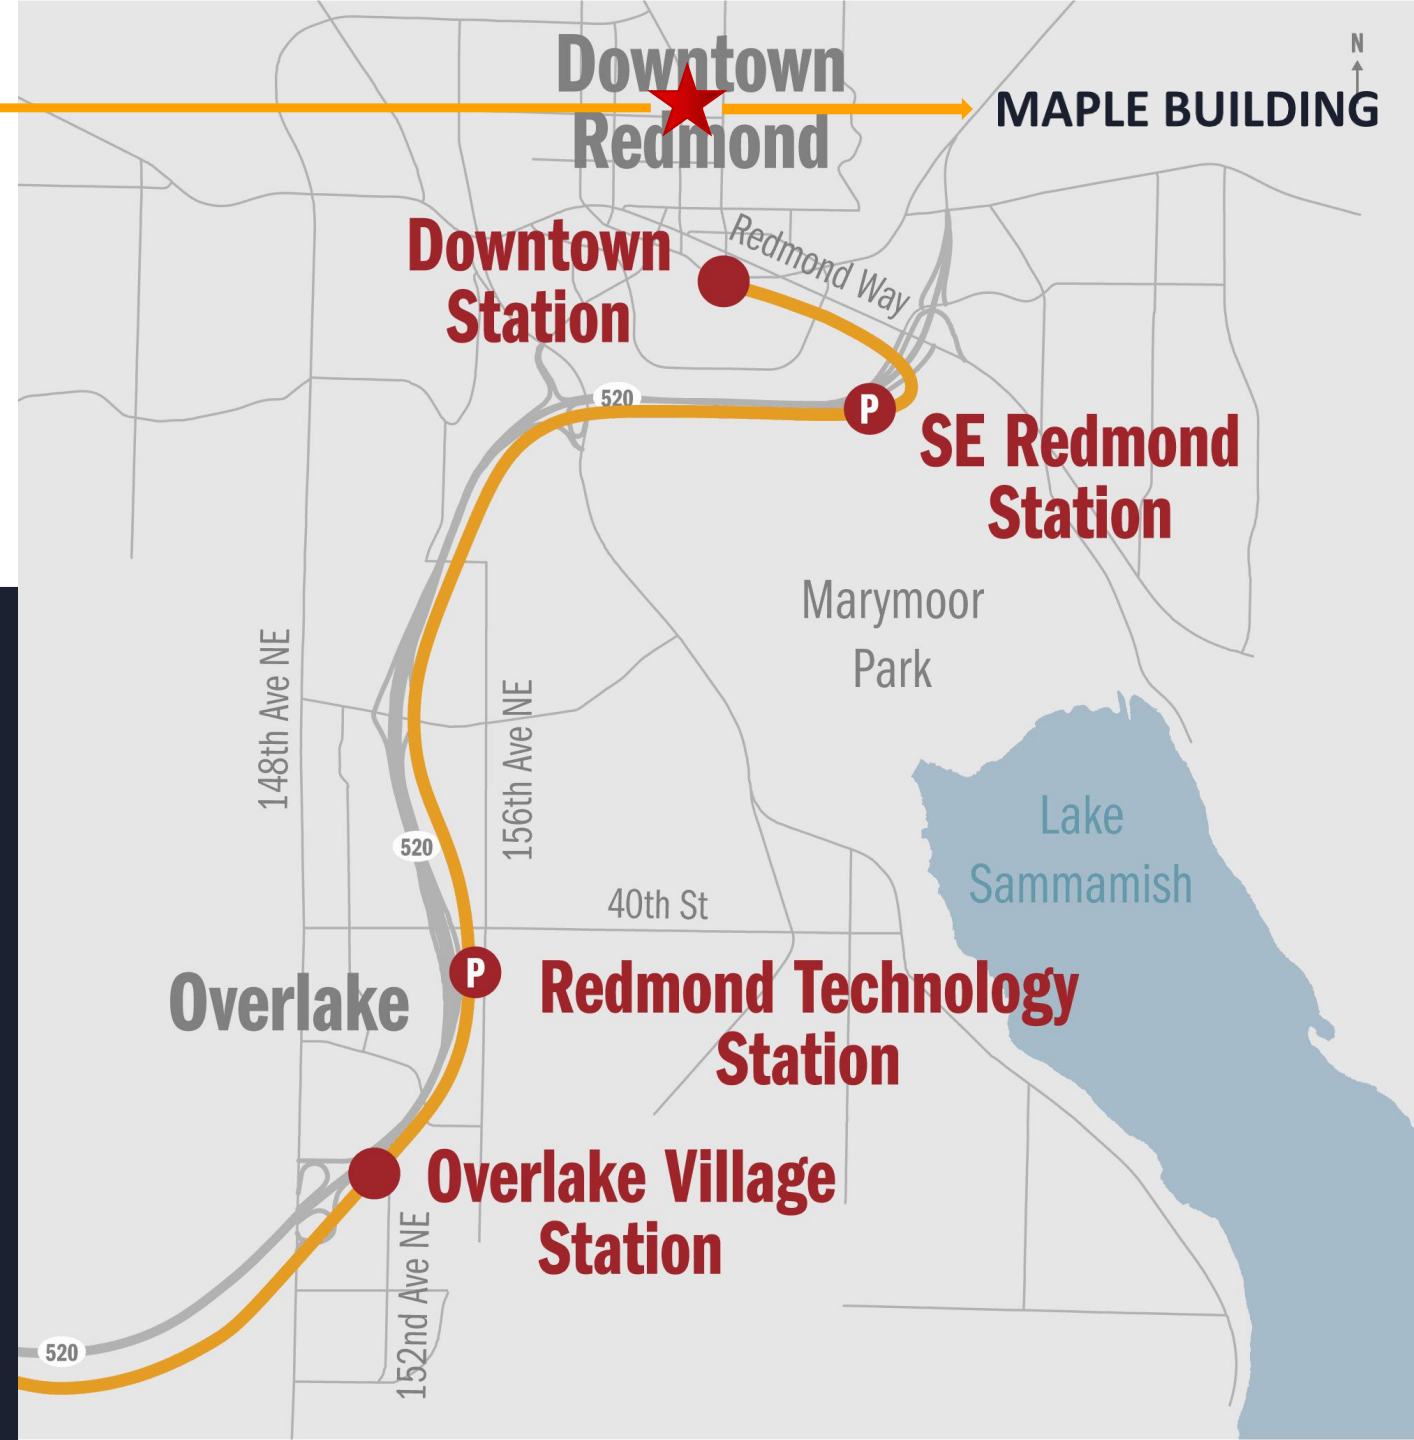 Downtown
Redmond
N
MAPLE BUILDING
Downtown
Station
Redmond Way
520
P
SE Redmond
Station
Marymoor
Park
148th Ave NE
156th Ave NE
Lake
Sammamish
520
40th St
Overlake
P
Redmond Technology
Station
Overlake Village
Station
152nd Ave NE
520